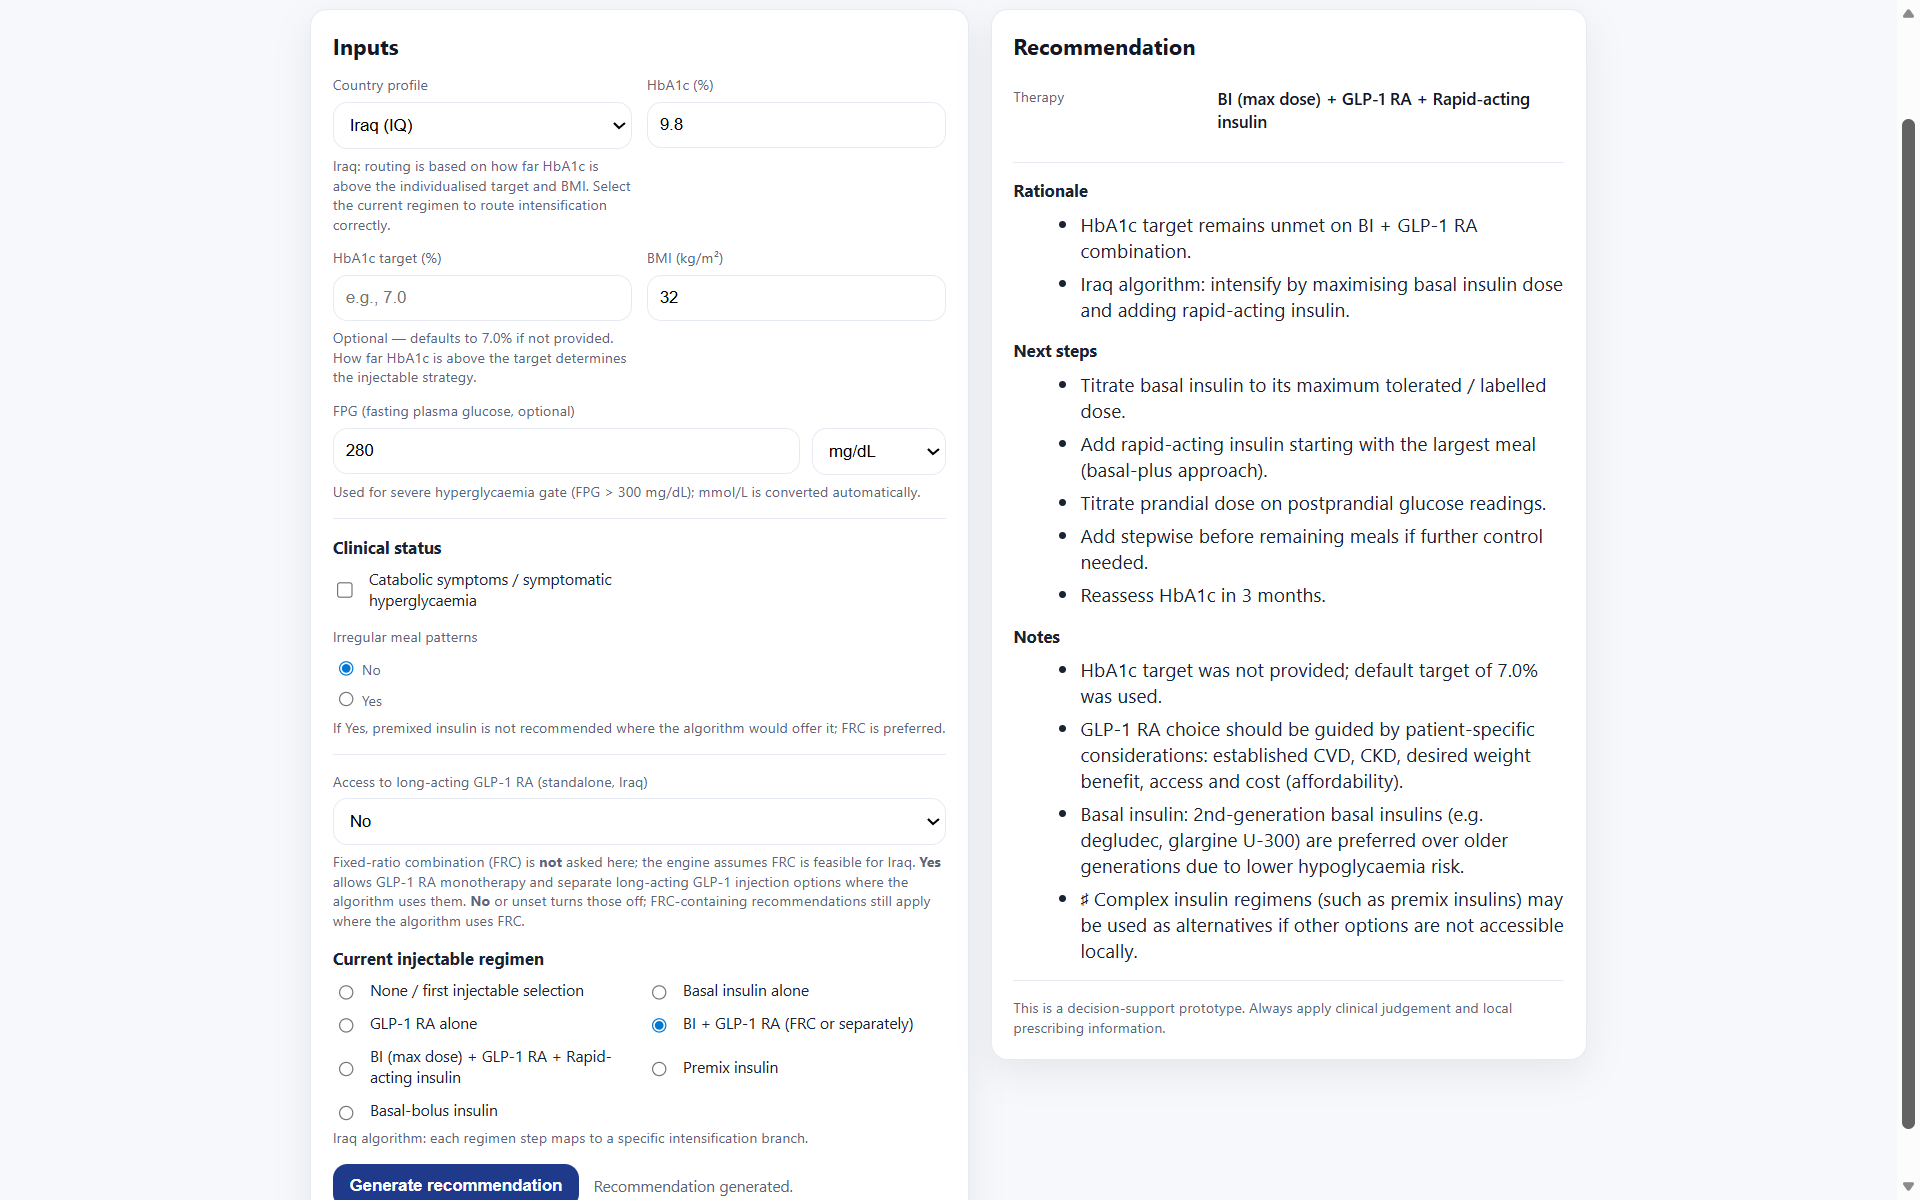 Inputs
Country profile
HbA1c (%)
Iraq (IQ)
9.8
Iraq: routing is based on how far HbA1c is
above the individualised target and BMI. Select
the current regimen to route intensification
correctly.
HbA1c target (%)
BMI (kg/m²)
e.g., 7.0
32
Optional — defaults to 7.0% if not provided.
How far HbA1c is above the target determines
the injectable strategy.
FPG (fasting plasma glucose, optional)
280
mg/dL
Used for severe hyperglycaemia gate (FPG > 300 mg/dL); mmol/L is converted automatically.
Clinical status
Catabolic symptoms / symptomatic
hyperglycaemia
Irregular meal patterns
No
Yes
If Yes, premixed insulin is not recommended where the algorithm would offer it; FRC is preferred.
Access to long-acting GLP-1 RA (standalone, Iraq)
No
Fixed-ratio combination (FRC) is not asked here; the engine assumes FRC is feasible for Iraq. Yes
allows GLP-1 RA monotherapy and separate long-acting GLP-1 injection options where the
algorithm uses them. No or unset turns those off; FRC-containing recommendations still apply
where the algorithm uses FRC.
Current injectable regimen
None / first injectable selection
Basal insulin alone
GLP-1 RA alone
BI + GLP-1 RA (FRC or separately)
BI (max dose) + GLP-1 RA + Rapid-
acting insulin
Premix insulin
Basal-bolus insulin
Iraq algorithm: each regimen step maps to a specific intensification branch.
Generate recommendation
Recommendation generated.
Recommendation
Therapy
BI (max dose) + GLP-1 RA + Rapid-acting
insulin
Rationale
• HbA1c target remains unmet on BI + GLP-1 RA
combination.
• Iraq algorithm: intensify by maximising basal insulin dose
and adding rapid-acting insulin.
Next steps
• Titrate basal insulin to its maximum tolerated / labelled
dose.
• Add rapid-acting insulin starting with the largest meal
(basal-plus approach).
• Titrate prandial dose on postprandial glucose readings.
• Add stepwise before remaining meals if further control
needed.
• Reassess HbA1c in 3 months.
Notes
• HbA1c target was not provided; default target of 7.0%
was used.
• GLP-1 RA choice should be guided by patient-specific
considerations: established CVD, CKD, desired weight
benefit, access and cost (affordability).
• Basal insulin: 2nd-generation basal insulins (e.g.
degludec, glargine U-300) are preferred over older
generations due to lower hypoglycaemia risk.
• ♯ Complex insulin regimens (such as premix insulins) may
be used as alternatives if other options are not accessible
locally.
This is a decision-support prototype. Always apply clinical judgement and local
prescribing information.